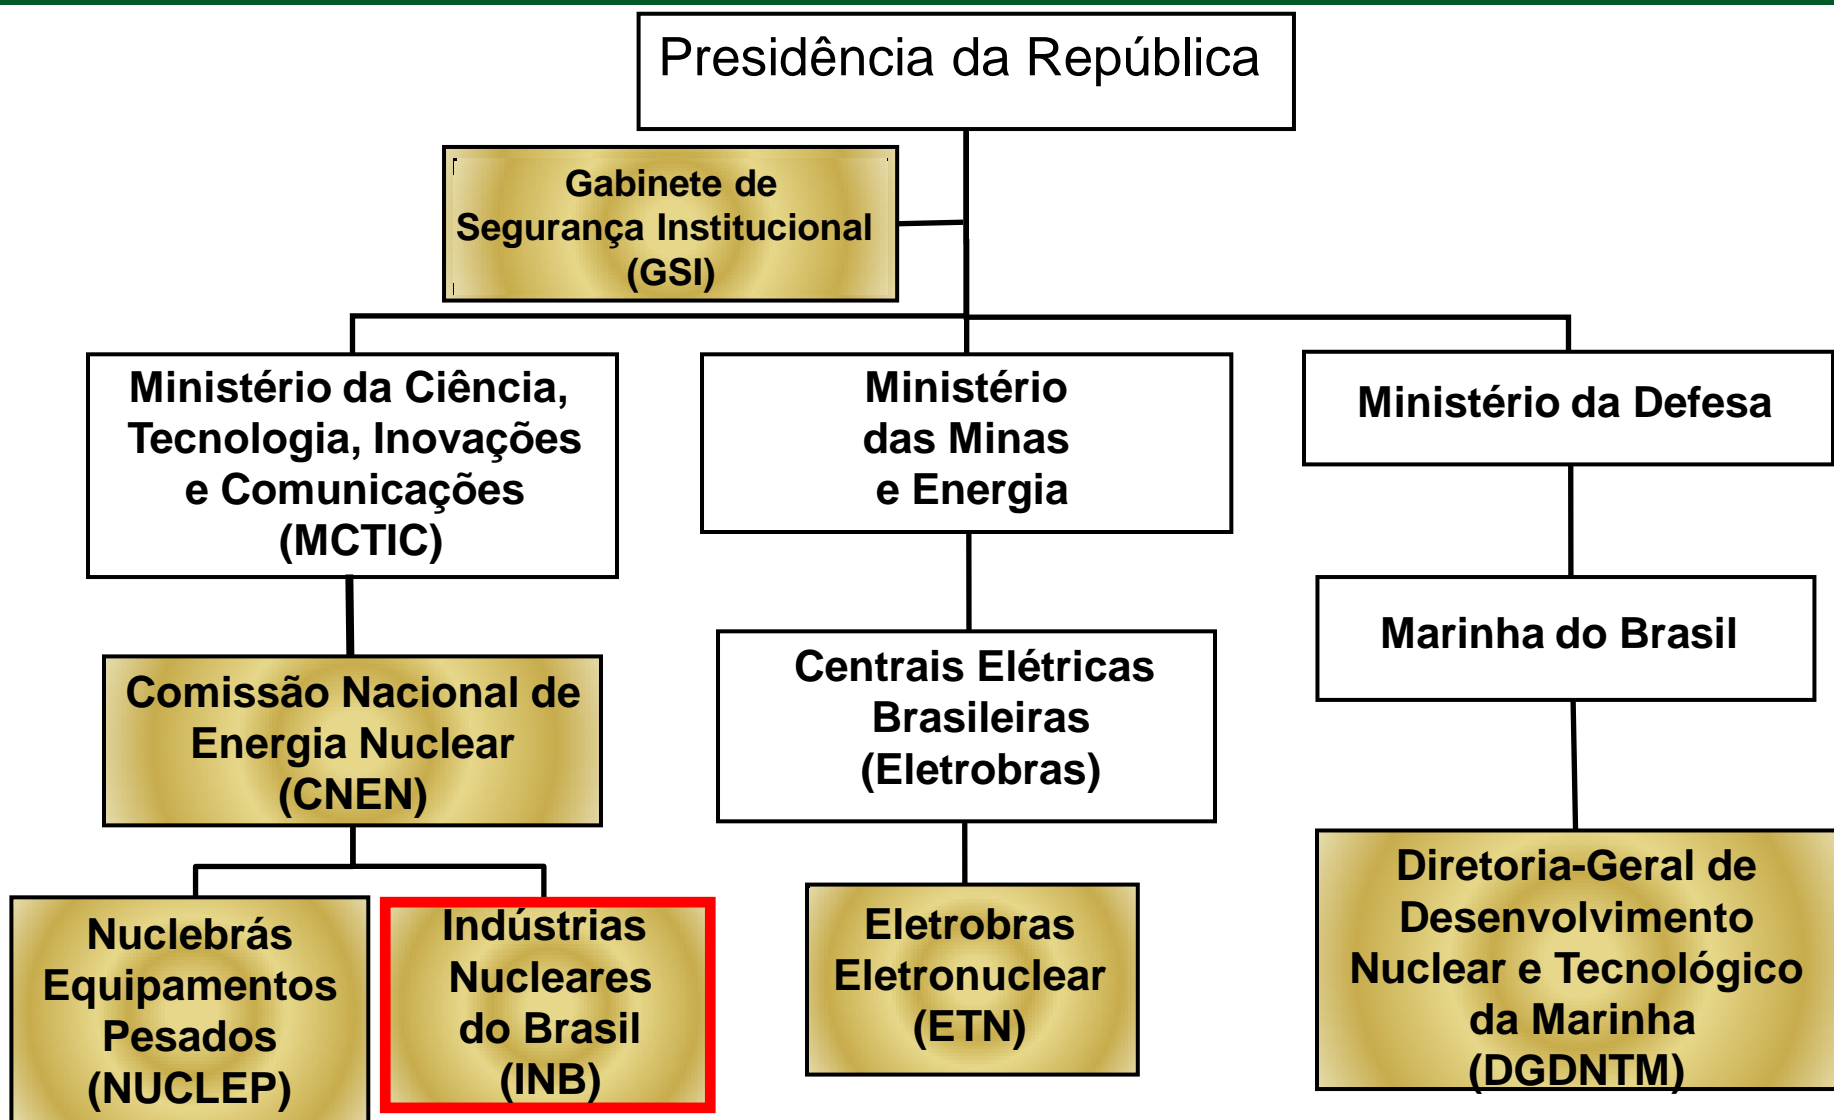 Presidência da República
Gabinete de
Segurança Institucional
(GSI)
Ministério da Ciência,
Tecnologia, Inovações
e Comunicações
(MCTIC)
Ministério
das Minas
e Energia
Ministério da Defesa
Marinha do Brasil
Comissão Nacional de
Energia Nuclear
(CNEN)
Centrais Elétricas
Brasileiras
(Eletrobras)
Nuclebrás
Equipamentos
Pesados
(NUCLEP)
Indústrias
Nucleares
do Brasil
(INB)
Eletrobras
Eletronuclear
(ETN)
Diretoria-Geral de
Desenvolvimento
Nuclear e Tecnológico
da Marinha
(DGDNTM)